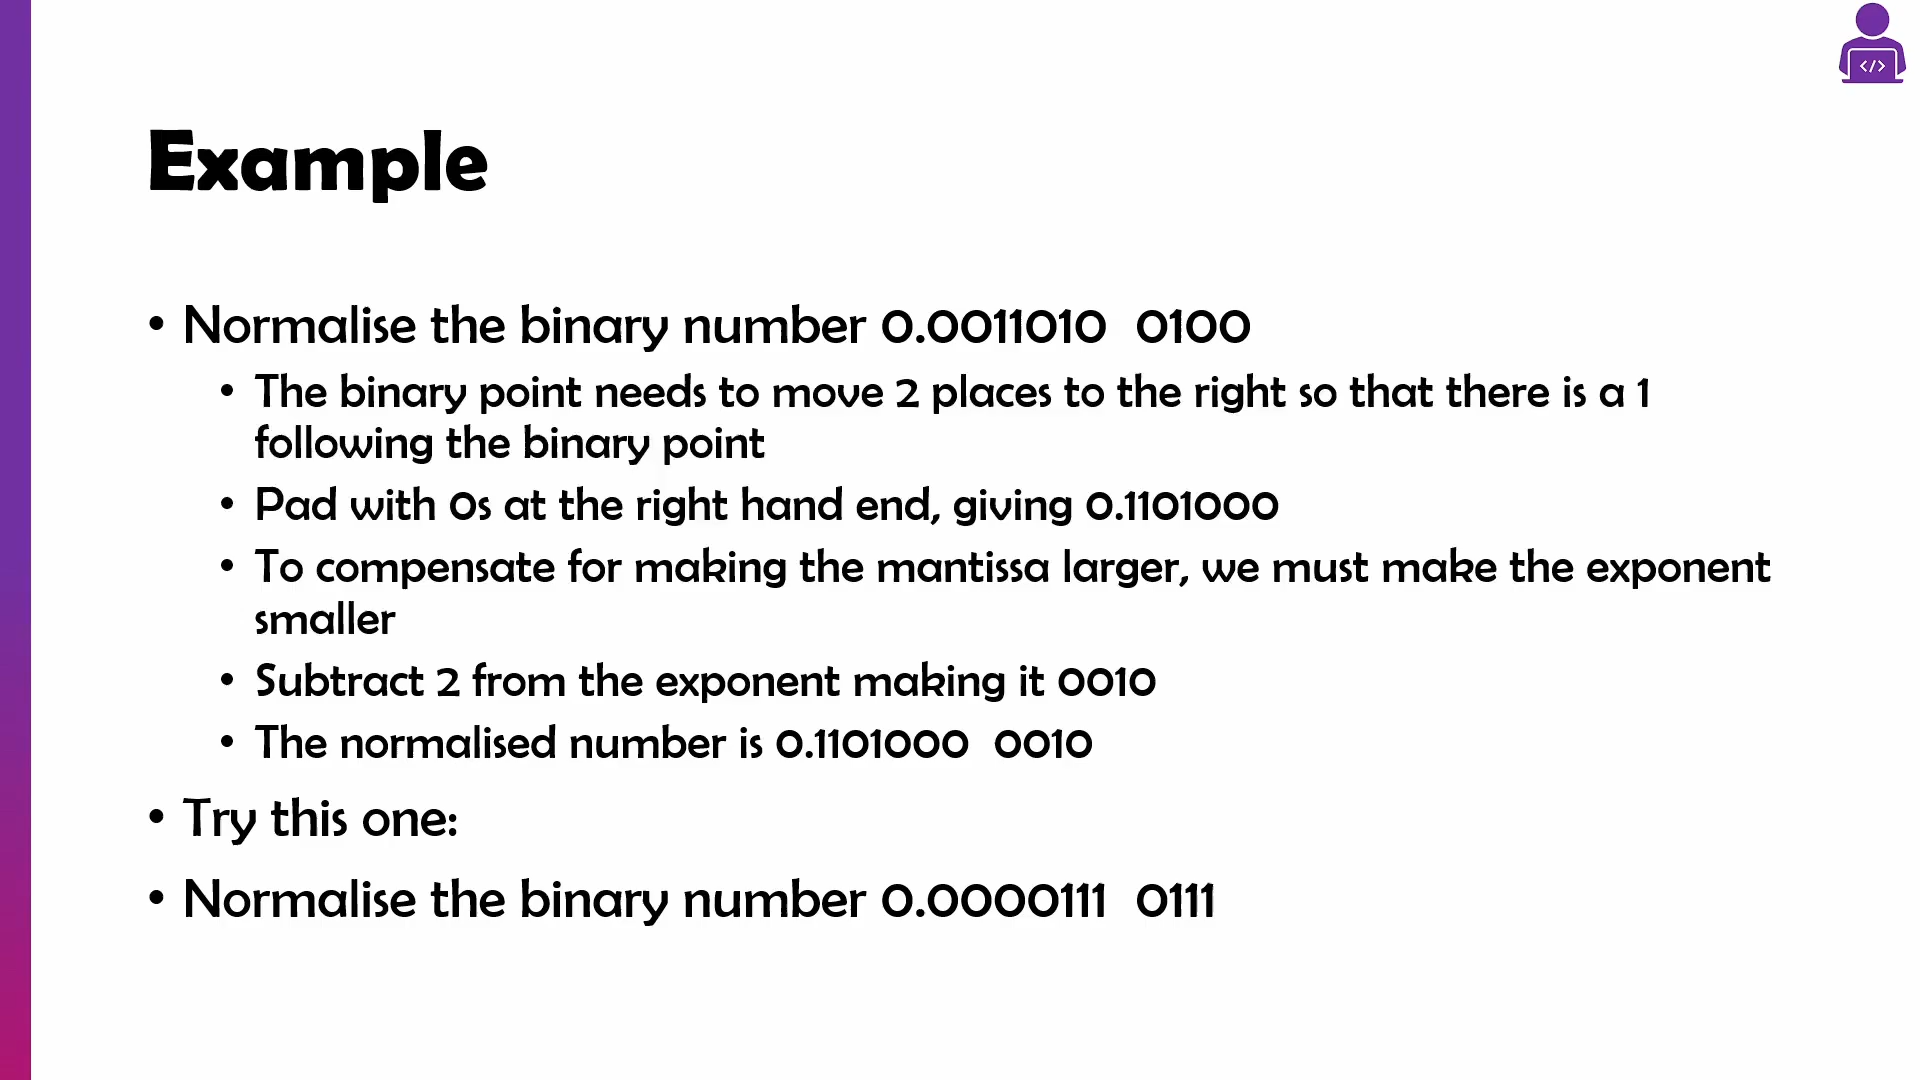 </>
Example
• Normalise the binary number 0.0011010  0100
• The binary point needs to move 2 places to the right so that there is a 1
following the binary point
• Pad with 0s at the right hand end, giving 0.1101000
• To compensate for making the mantissa larger, we must make the exponent
smaller
• Subtract 2 from the exponent making it 0010
• The normalised number is 0.1101000  0010
• Try this one:
• Normalise the binary number 0.0000111  0111